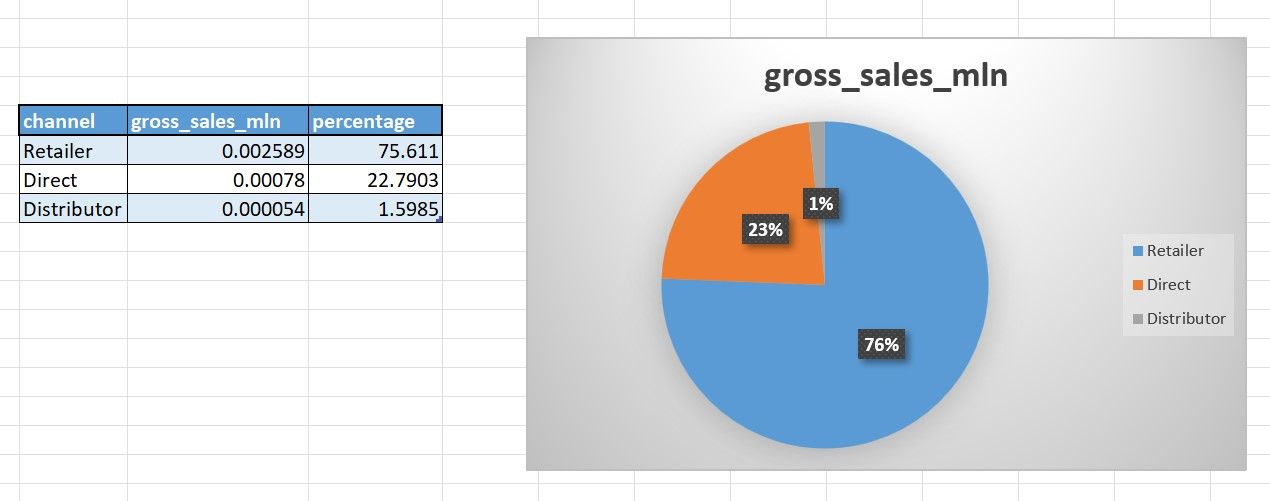 channel gross_sales_mln percentage
Retailer 0.002589 75.611
Direct 0.00078 22.7903
Distributor 0.000054 1.5985
gross_sales_mln
1%
23%
76%
Retailer
Direct
Distributor